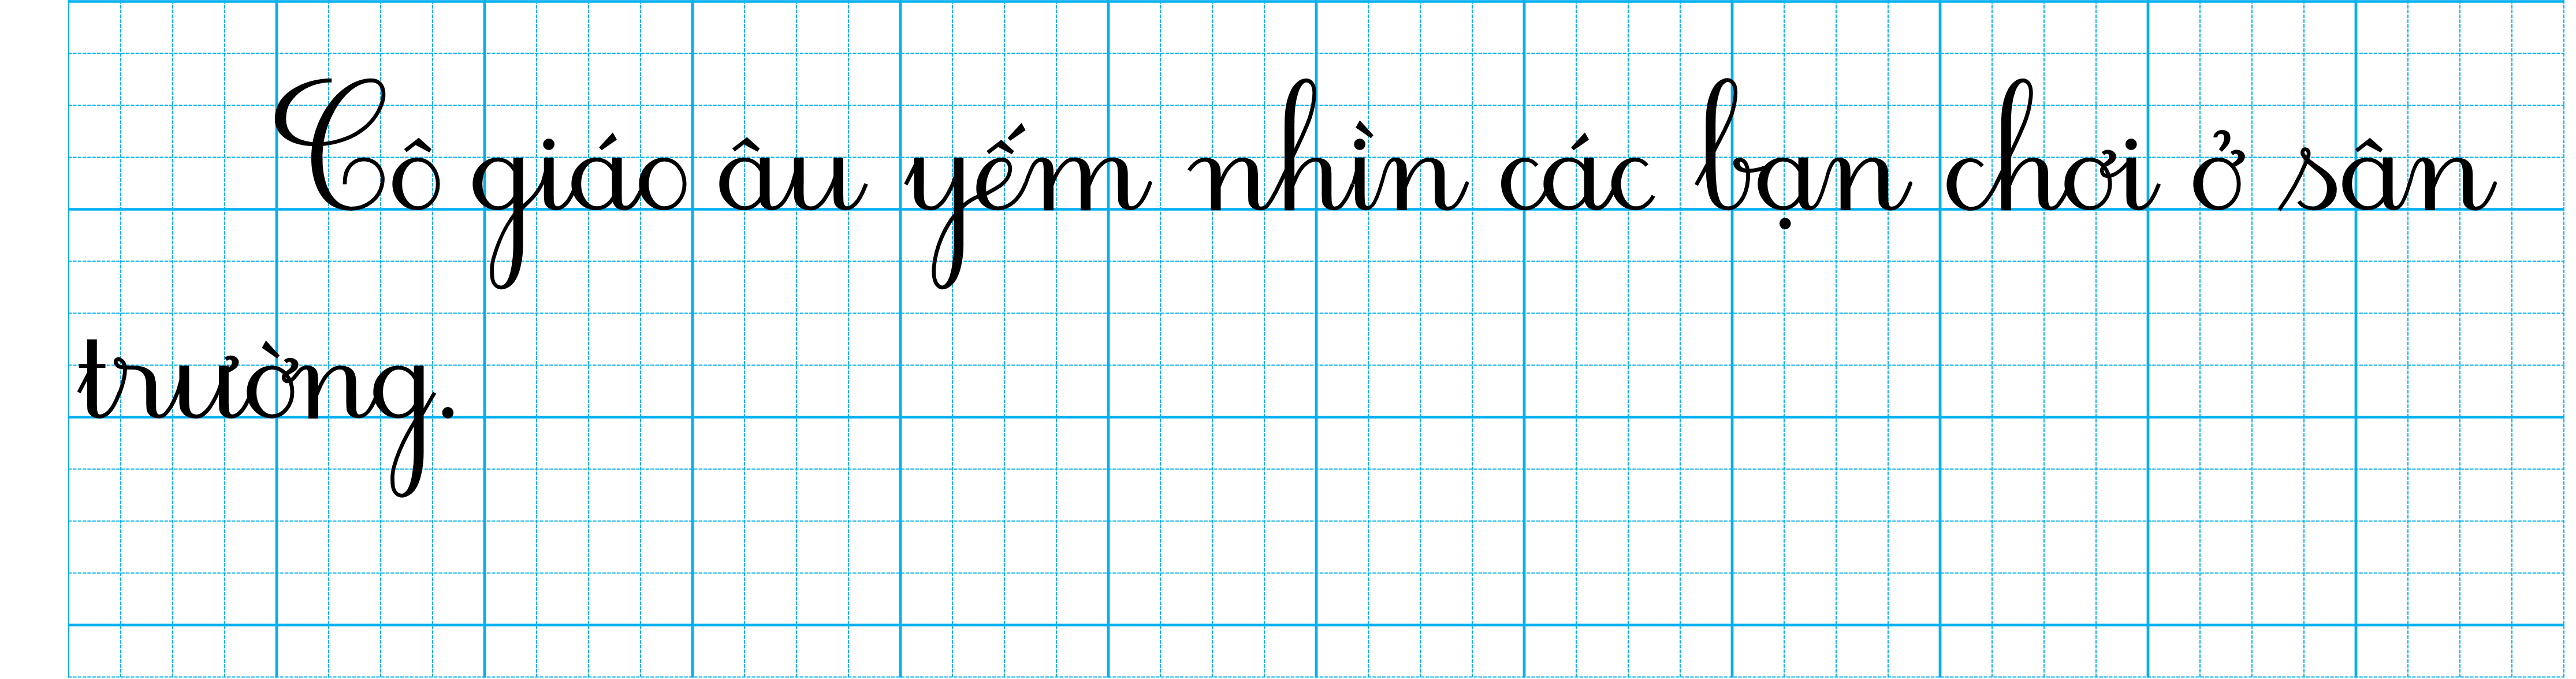 Cô giáo âu yếm nhìn các bạn chơi ở sân
trường.